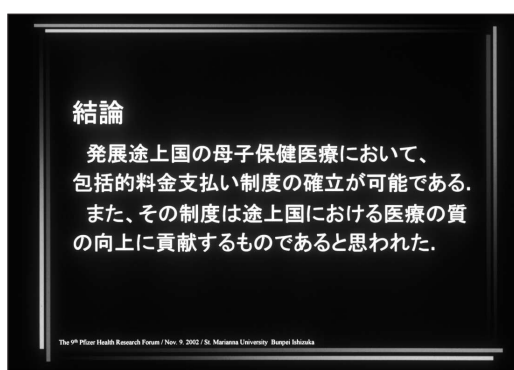 結論
発展途上国の母子保健医療において、
包括的料金支払い制度の確立が可能である.
また、その制度は途上国における医療の質
の向上に貢献するものであると思われた.
The 9th Pfizer Health Research Forum / Nov. 9. 2002 / St. Marianna University Bunpei Ishizuka